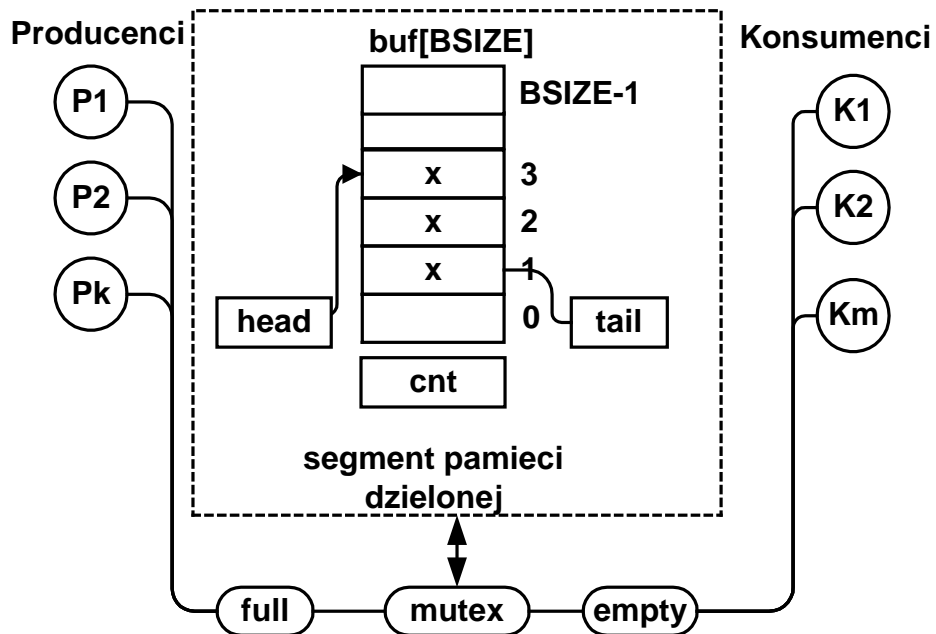 Producenci
buf[BSIZE]
Konsumenci
BSIZE-1
P1
K1
x 3
P2
x 2
K2
x 1
Pk
head
0
tail
Km
cnt
segment pamieci
dzielonej
full
mutex
empty